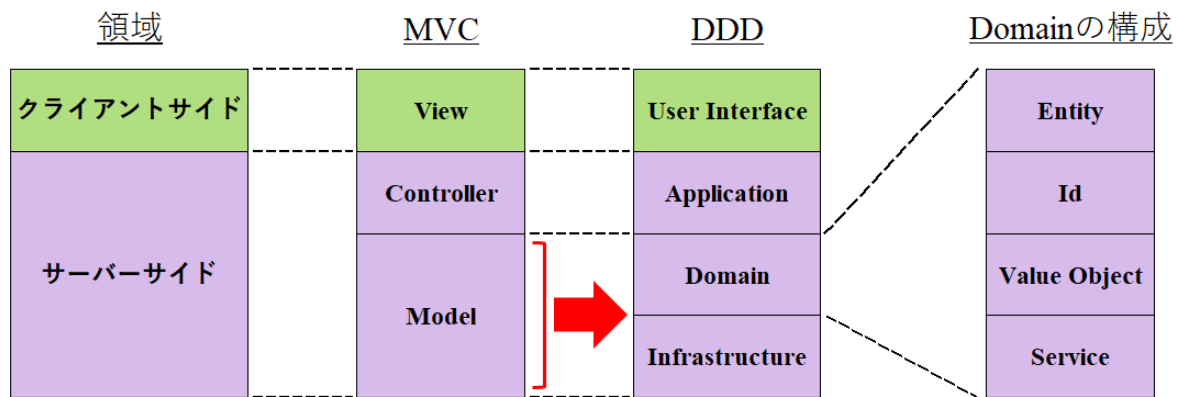 領域
MVC
DDD
Domainの構成
クライアントサイド
View
User Interface
Entity
Controller
Application
Id
サーバーサイド
Model
Domain
Value Object
Infrastructure
Service